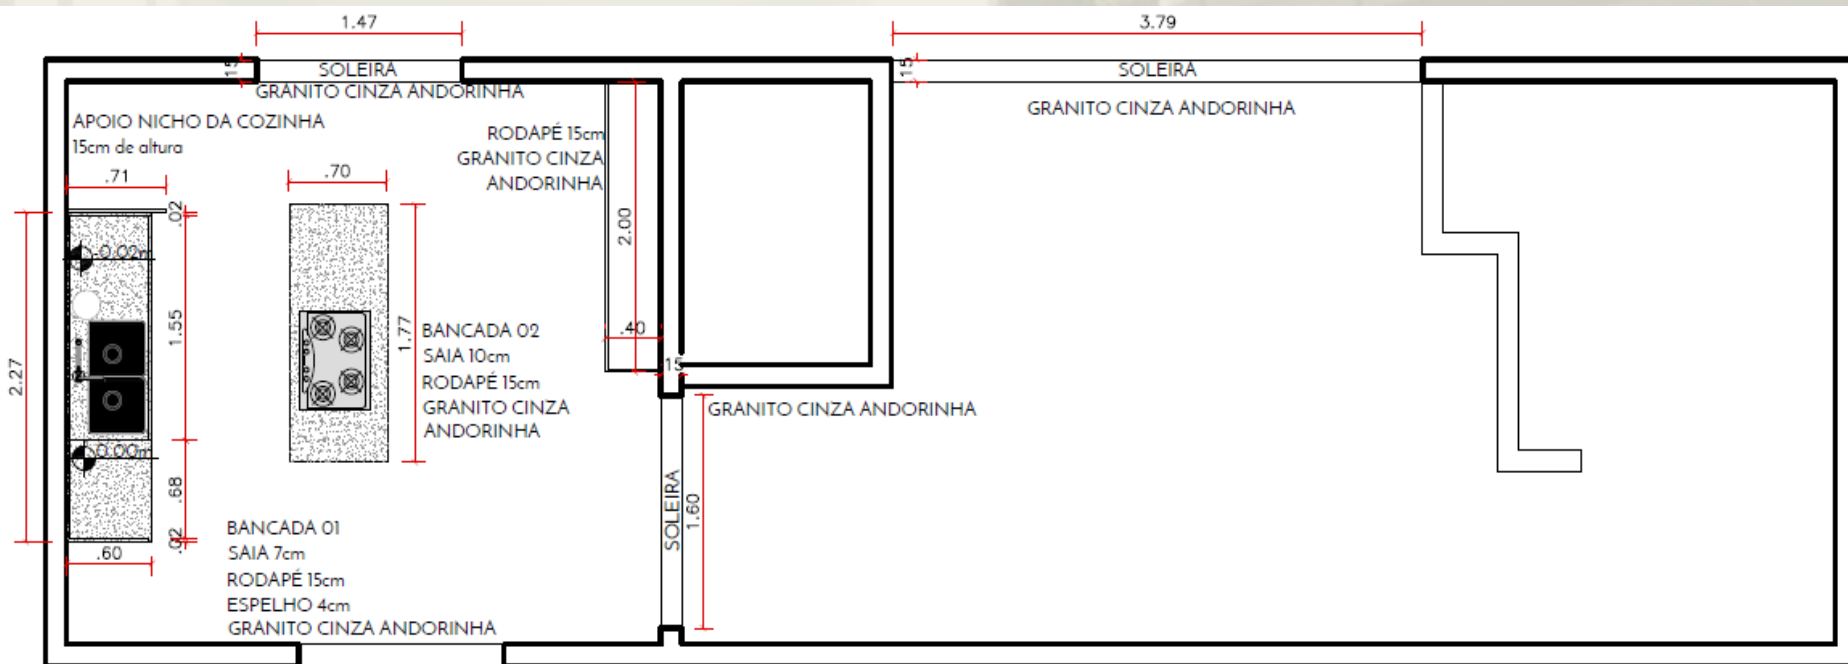 1.47
3.79
.15
SOLEIRA
.15
SOLEIRA
GRANITO CINZA ANDORINHA
GRANITO CINZA ANDORINHA
APOIO NICHO DA COZINHA
15cm de altura
RODAPÉ 15cm
GRANITO CINZA
ANDORINHA
.71
.70
.02
2.00
-0.02m
1.55
1.77
.40
.15
BANCADA 02
SAIA 10cm
RODAPÉ 15cm
GRANITO CINZA
ANDORINHA
2.27
GRANITO CINZA ANDORINHA
0.00m
.68
SOLEIRA
1.60
.02
.60
BANCADA 01
SAIA 7cm
RODAPÉ 15cm
ESPELHO 4cm
GRANITO CINZA ANDORINHA